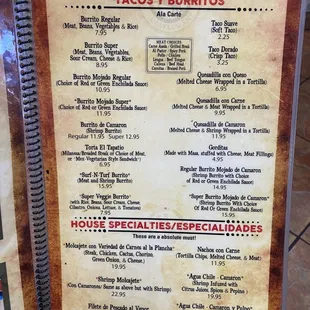 TACOS Y BURRITOS
Ala Carté
Burrito Regular
(Meat, Beans, Vegetables & Rice)
7.95
Burrito Super
(Meat, Beans, Vegetables,
Sour Cream, Cheese & Rice)
8.95
Burrito Mojado Regular
(Choice of Red or Green Enchilada Sauce)
10.95
"Burrito Mojado Super"
(Choice of Red or Green Enchilada Sauce)
11.95
Burrito de Camaron
(Shrimp Burrito)
Regular 11.95 Super 12.95
Torta El Tapatio
(Milanesa/Breaded Steak or Choice of Meat,
or "Mex-Vegetarian Style Sandwich)
6.95
"Surf-N-Turf Burrito"
(Meat and Shrimp Burrito)
15.95
"Super Veggie Burrito"
(with Rice, Beans, Sour Cream, Cheese,
Cilantro, Onions, Lettuce, & Tomatoes)
7.95
MEAT CHOICES
Carne Asada - Grilled Steak
Al Pastor - Spicy Pork
Pollo - Chicken
Lengua - Beef Tongue
Cabeza - Beef Head
Carnitas - Roasted Pork
Taco Suave
(Soft Taco)
2.25
Taco Dorado
(Crisp Taco)
3.25
Quesadilla con Queso
(Melted Cheese Wrapped in a Tortilla)
6.95
Quesadilla con Carne
(Melted Cheese & Meat Wrapped in a Tortilla)
9.95
Quesadilla de Camaron
(Melted Cheese & Shrimp Wrapped in a Tortilla)
Gorditas
(Made with Masa, stuffed with Cheese, Meat Fillings)
4.95
Regular Burrito Mojado de Camaron
(Shrimp Burrito with Choice
of Red or Green Enchilada Sauce)
14.95
"Super Burrito Mojado de Camaron"
(Shrimp Burrito With Choice
of Red or Green Enchilada Sauce)
15.95
HOUSE SPECIALTIES/ESPECIALIDADES
These are a absolute must!
"Molcajete con Variedad de Carnes al la Plancha"
(Steak, Chicken, Cactus, Chorizo,
Green Onion, & Cheese)
19.95
"Shrimp Molcajete"
(Con Camarones: Same as above but with Shrimp)
22.95
Filete de Pescado al Vapor
Nachos con Carne
(Tortilla Chips, Melted Cheese, & Meat)
11.95
"Agua Chile - Camaron"
(Shrimp Infused with
Citrus Juices, Spices & Pepino)
19.95
"Agua Chile - Camaron y Pulpo"